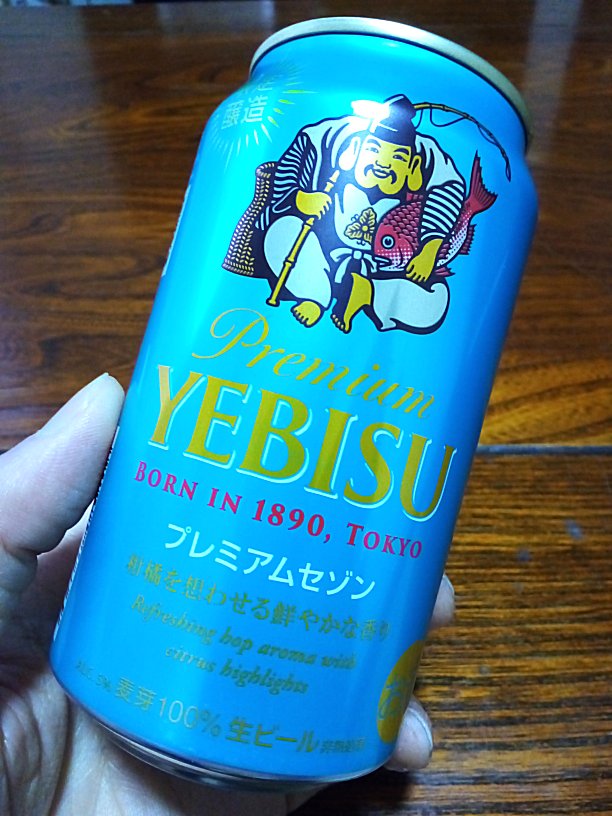 醸造
Premium
YEBISU
BORN IN 1890, TOKYO
プレミアムセゾン
柑橘を想わせる鮮やかな香り
Refreshing hop aroma with
citrus highlights
ALC. 5% 麦芽100% 生ビール